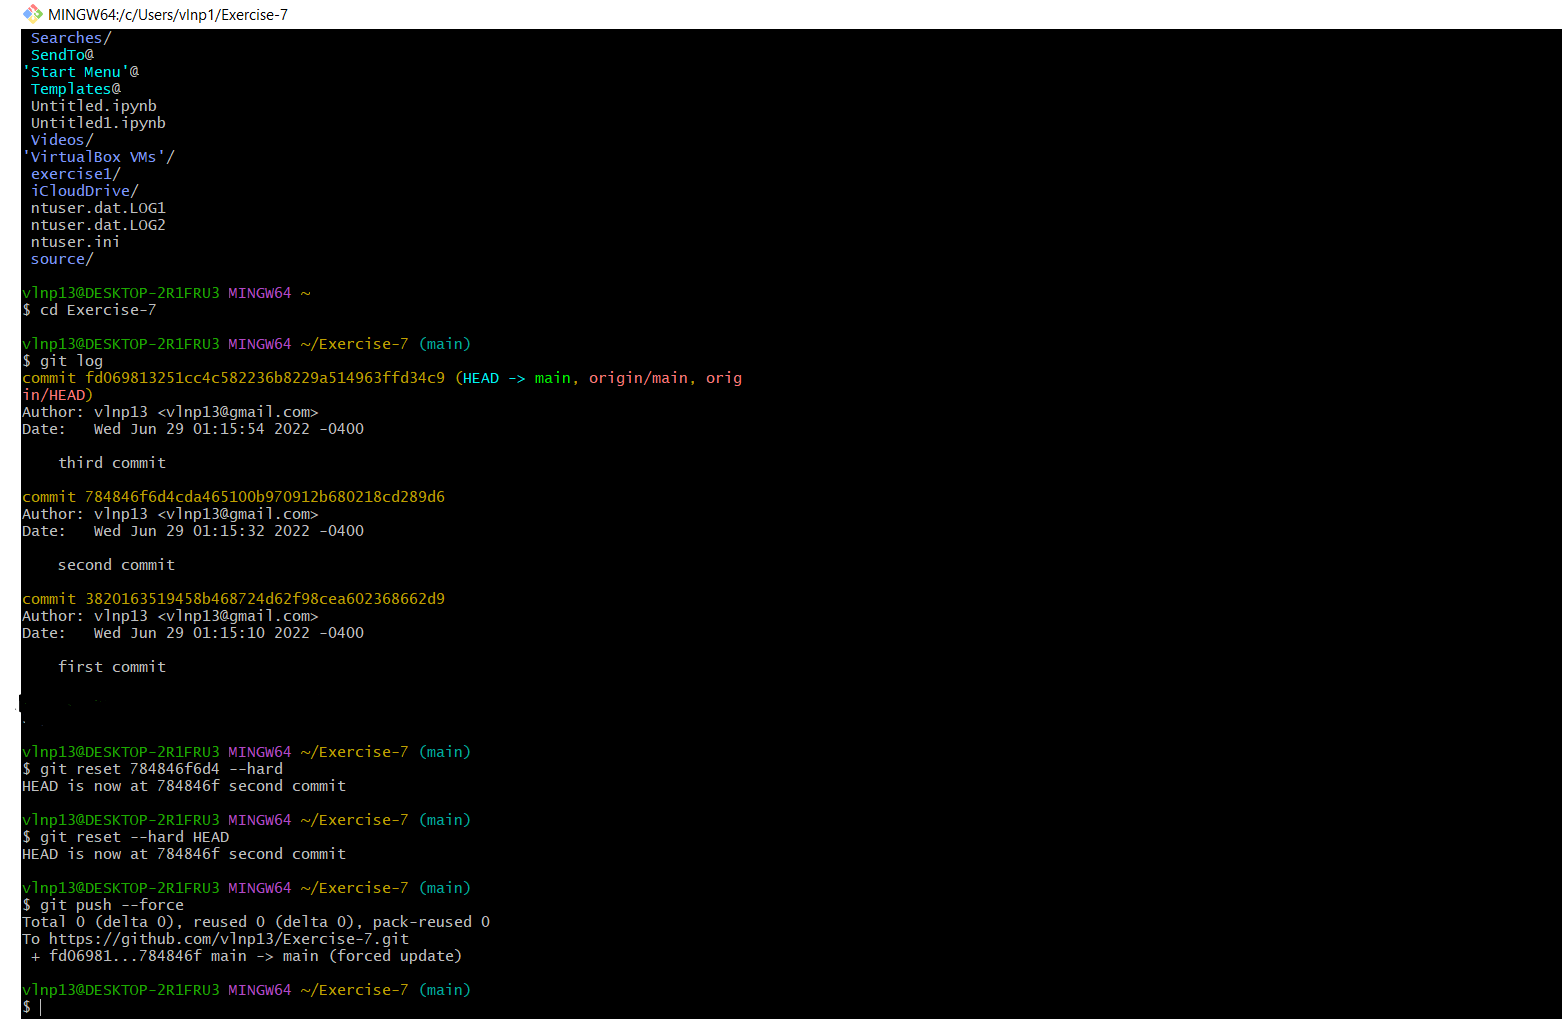 MINGW64:/c/Users/vlnp1/Exercise-7
Searches/
SendTo@
'Start Menu'@
Templates@
Untitled.ipynb
Untitled1.ipynb
Videos/
'VirtualBox VMs'/
exercise1/
iCloudDrive/
ntuser.dat.LOG1
ntuser.dat.LOG2
ntuser.ini
source/
vlnp13@DESKTOP-2R1FRU3 MINGW64 ~
$ cd Exercise-7
vlnp13@DESKTOP-2R1FRU3 MINGW64 ~/Exercise-7 (main)
$ git log
commit fd069813251cc4c582236b8229a514963ffd34c9 (HEAD -> main, origin/main, orig
in/HEAD)
Author: vlnp13 <vlnp13@gmail.com>
Date:   Wed Jun 29 01:15:54 2022 -0400
third commit
commit 784846f6d4cda465100b970912b680218cd289d6
Author: vlnp13 <vlnp13@gmail.com>
Date:   Wed Jun 29 01:15:32 2022 -0400
second commit
commit 3820163519458b468724d62f98cea602368662d9
Author: vlnp13 <vlnp13@gmail.com>
Date:   Wed Jun 29 01:15:10 2022 -0400
first commit
vlnp13@DESKTOP-2R1FRU3 MINGW64 ~/Exercise-7 (main)
$ git reset 784846f6d4 --hard
HEAD is now at 784846f second commit
vlnp13@DESKTOP-2R1FRU3 MINGW64 ~/Exercise-7 (main)
$ git reset --hard HEAD
HEAD is now at 784846f second commit
vlnp13@DESKTOP-2R1FRU3 MINGW64 ~/Exercise-7 (main)
$ git push --force
Total 0 (delta 0), reused 0 (delta 0), pack-reused 0
To https://github.com/vlnp13/Exercise-7.git
+ fd06981...784846f main -> main (forced update)
vlnp13@DESKTOP-2R1FRU3 MINGW64 ~/Exercise-7 (main)
$